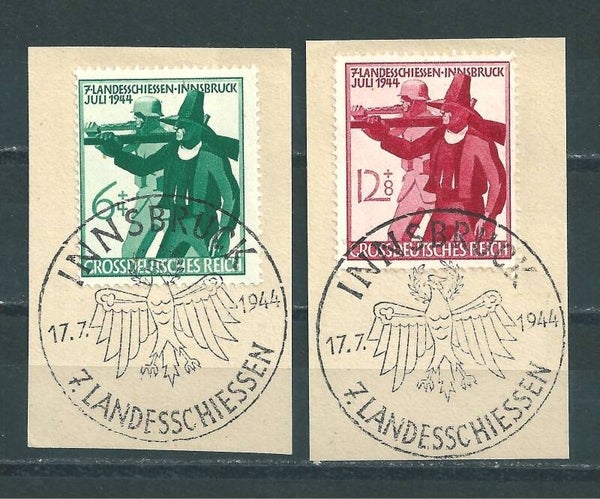 7·LANDESSCHIESSEN·INNSBRUCK
JULI 1944
6+
GROSSDEUTSCHES REICH
INNSBRUCK
17.7. 1944
7. LANDESSCHIESSEN
7·LANDESSCHIESSEN·INNSBRUCK
JULI 1944
12+8
GROSSDEUTSCHES REICH
INNSBRUCK
17.7. 1944
7. LANDESSCHIESSEN